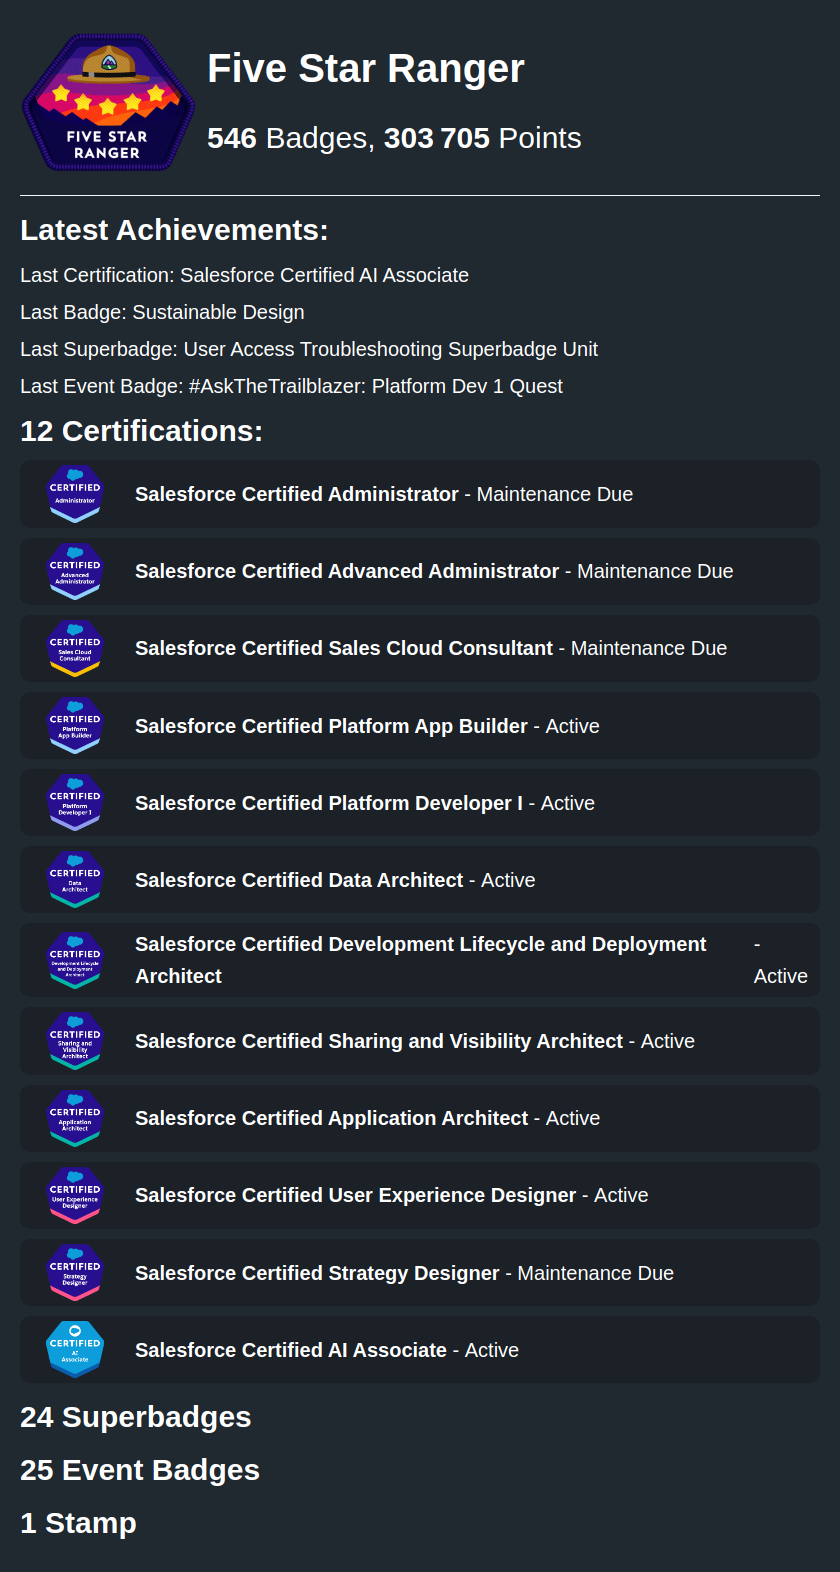 FIVE STAR
RANGER
Five Star Ranger
546 Badges, 303 705 Points
Latest Achievements:
Last Certification: Salesforce Certified AI Associate
Last Badge: Sustainable Design
Last Superbadge: User Access Troubleshooting Superbadge Unit
Last Event Badge: #AskTheTrailblazer: Platform Dev 1 Quest
12 Certifications:
CERTIFIED
Administrator
Salesforce Certified Administrator - Maintenance Due
CERTIFIED
Advanced
Administrator
Salesforce Certified Advanced Administrator - Maintenance Due
CERTIFIED
Sales Cloud
Consultant
Salesforce Certified Sales Cloud Consultant - Maintenance Due
CERTIFIED
Platform
App Builder
Salesforce Certified Platform App Builder - Active
CERTIFIED
Platform
Developer I
Salesforce Certified Platform Developer I - Active
CERTIFIED
Data
Architect
Salesforce Certified Data Architect - Active
CERTIFIED
Development Lifecycle
and Deployment
Architect
Salesforce Certified Development Lifecycle and Deployment -
Architect Active
CERTIFIED
Sharing and
Visibility
Architect
Salesforce Certified Sharing and Visibility Architect - Active
CERTIFIED
Application
Architect
Salesforce Certified Application Architect - Active
CERTIFIED
User Experience
Designer
Salesforce Certified User Experience Designer - Active
CERTIFIED
Strategy
Designer
Salesforce Certified Strategy Designer - Maintenance Due
CERTIFIED
AI
Associate
Salesforce Certified AI Associate - Active
24 Superbadges
25 Event Badges
1 Stamp